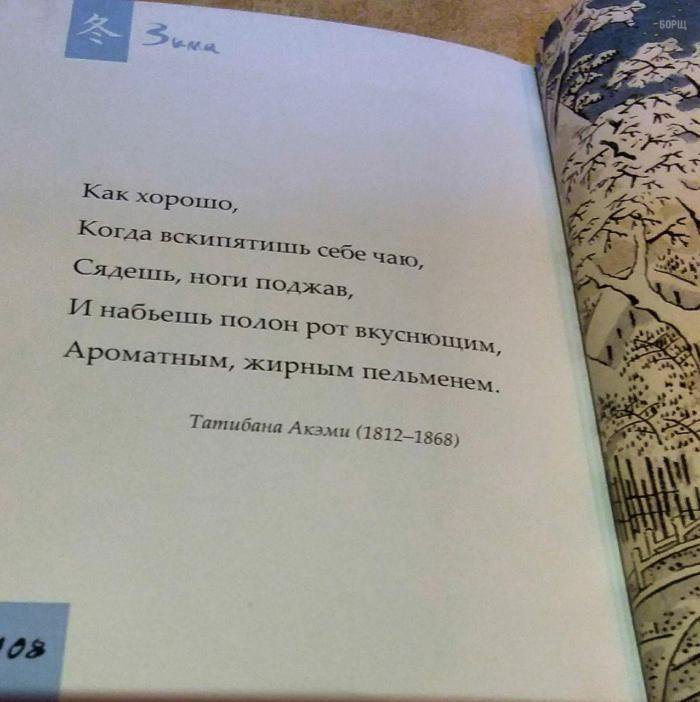 冬 Зима
БОРЩ
Как хорошо,
Когда вскипятишь себе чаю,
Сядешь, ноги поджав,
И набьешь полон рот вкуснющим,
Ароматным, жирным пельменем.
Татибана Акэми (1812–1868)
108